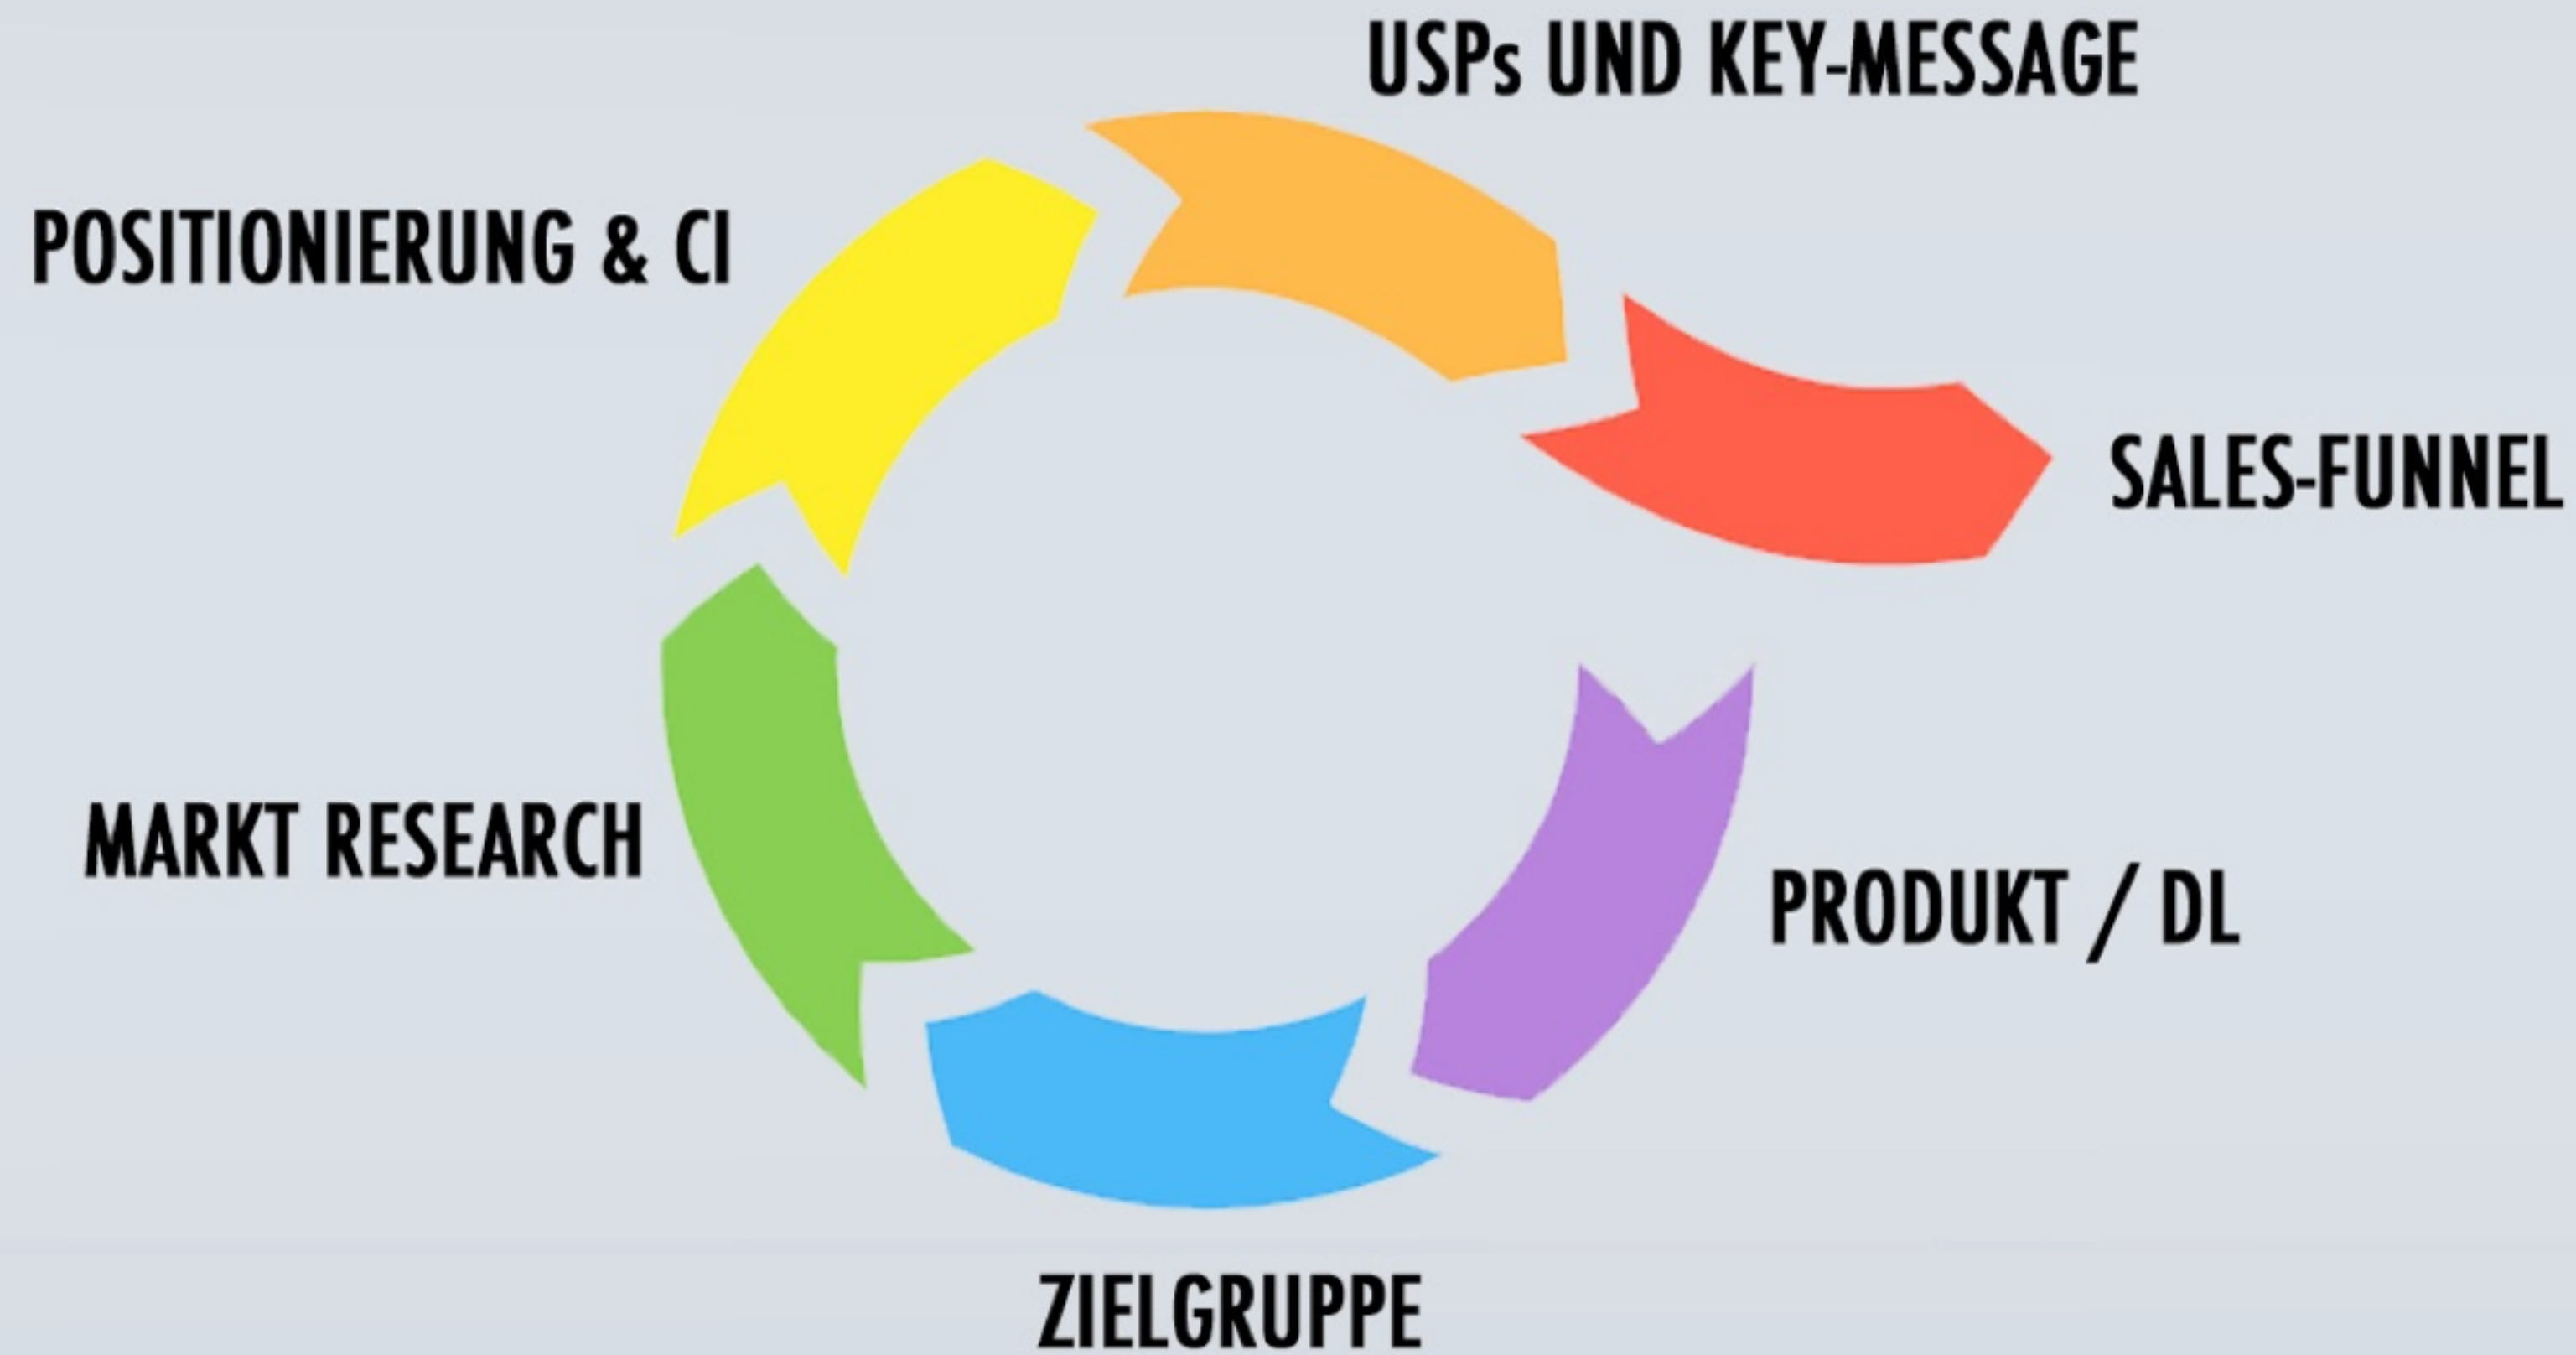 USPs UND KEY-MESSAGE
POSITIONIERUNG & CI
SALES-FUNNEL
MARKT RESEARCH
PRODUKT / DL
ZIELGRUPPE